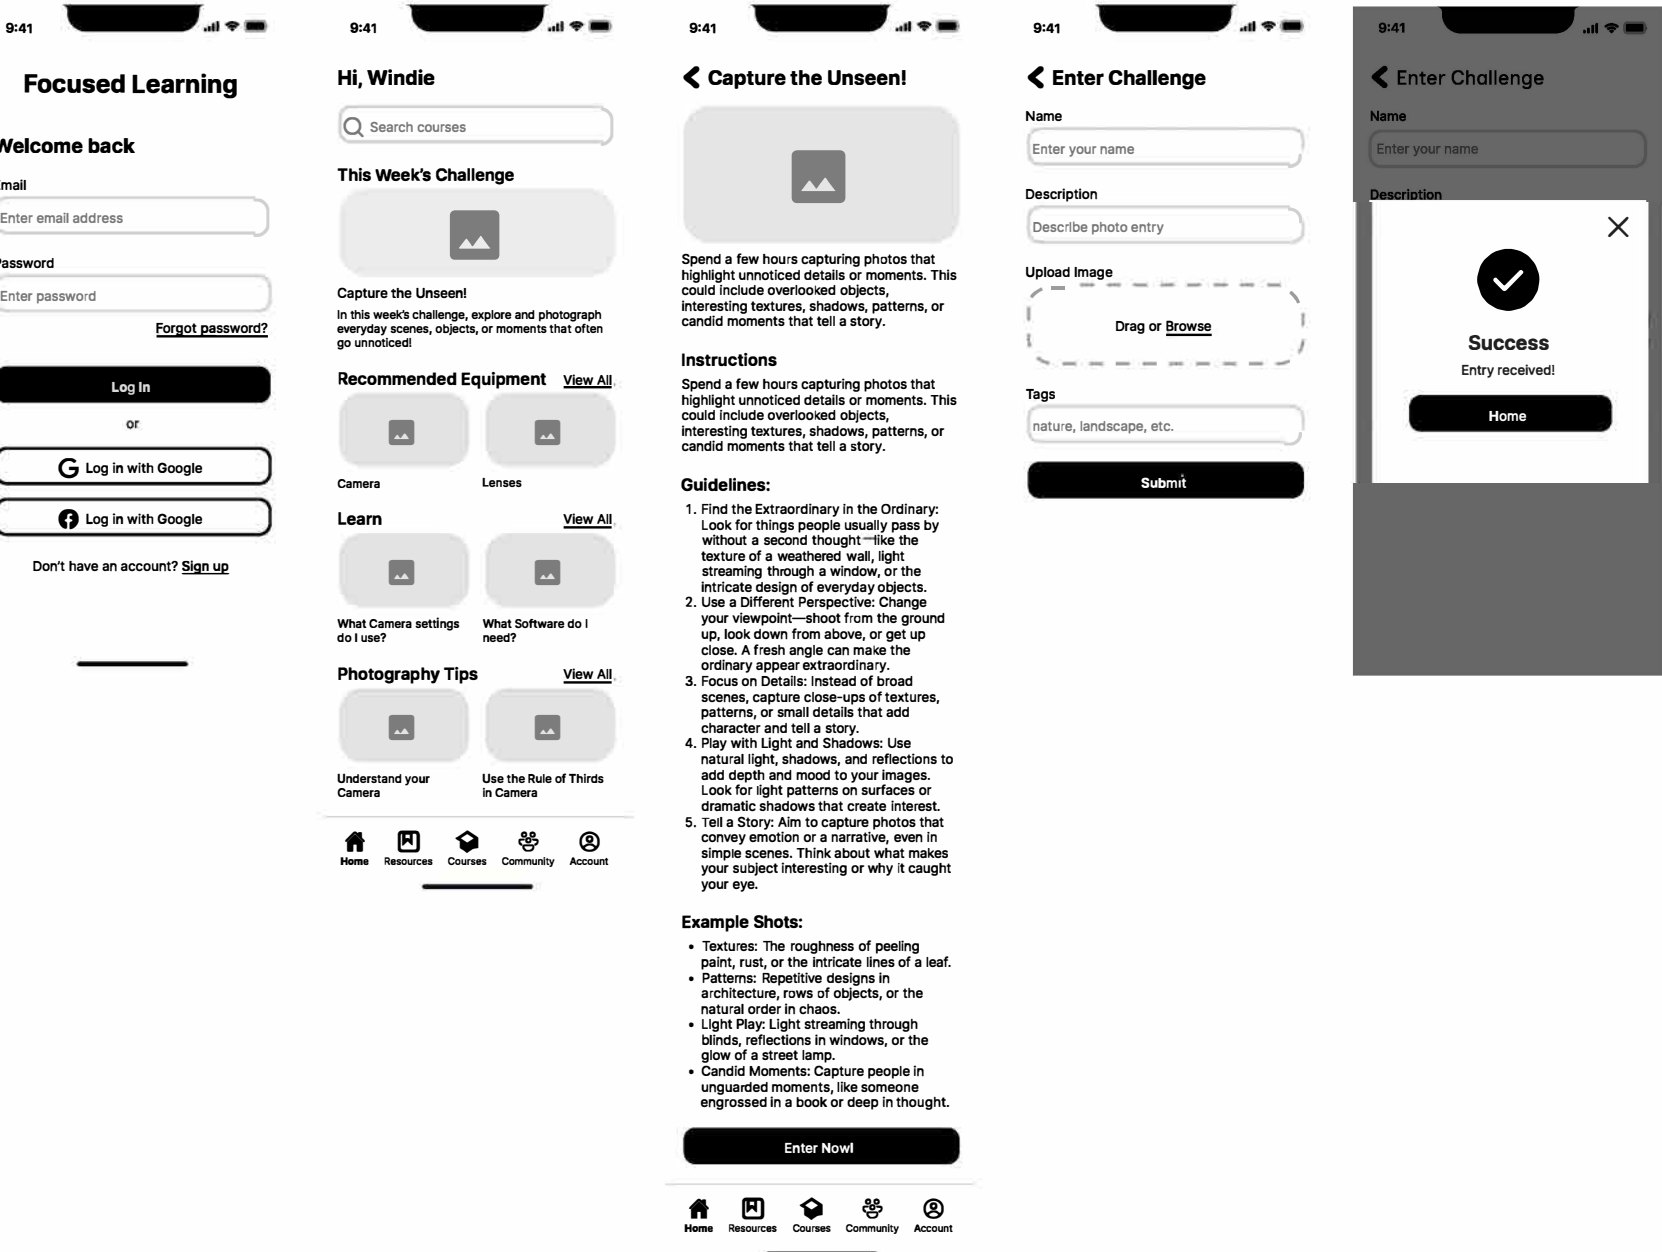 9:41
Focused Learning
Welcome back
Email
Enter email address
Password
Enter password
Forgot password?
Log In
or
Log in with Google
Log in with Google
Don't have an account? Sign up
9:41
Hi, Windie
Search courses
This Week's Challenge
Capture the Unseen!
In this week's challenge, explore and photograph
everyday scenes, objects, or moments that often
go unnoticed!
Recommended Equipment View All
Camera Lenses
Learn View All
What Camera settings
do I use?
What Software do I
need?
Photography Tips View All
Understand your
Camera
Use the Rule of Thirds
in Camera
Home Resources Courses Community Account
9:41
Capture the Unseen!
Spend a few hours capturing photos that
highlight unnoticed details or moments. This
could include overlooked objects,
interesting textures, shadows, patterns, or
candid moments that tell a story.
Instructions
Spend a few hours capturing photos that
highlight unnoticed details or moments. This
could include overlooked objects,
interesting textures, shadows, patterns, or
candid moments that tell a story.
Guidelines:
1. Find the Extraordinary in the Ordinary:
Look for things people usually pass by
without a second thought—like the
texture of a weathered wall, light
streaming through a window, or the
intricate design of everyday objects.
2. Use a Different Perspective: Change
your viewpoint—shoot from the ground
up, look down from above, or get up
close. A fresh angle can make the
ordinary appear extraordinary.
3. Focus on Details: Instead of broad
scenes, capture close-ups of textures,
patterns, or small details that add
character and tell a story.
4. Play with Light and Shadows: Use
natural light, shadows, and reflections to
add depth and mood to your images.
Look for light patterns on surfaces or
dramatic shadows that create interest.
5. Tell a Story: Aim to capture photos that
convey emotion or a narrative, even in
simple scenes. Think about what makes
your subject interesting or why it caught
your eye.
Example Shots:
• Textures: The roughness of peeling
paint, rust, or the intricate lines of a leaf.
• Patterns: Repetitive designs in
architecture, rows of objects, or the
natural order in chaos.
• Light Play: Light streaming through
blinds, reflections in windows, or the
glow of a street lamp.
• Candid Moments: Capture people in
unguarded moments, like someone
engrossed in a book or deep in thought.
Enter Now!
Home Resources Courses Community Account
9:41
Enter Challenge
Name
Enter your name
Description
Describe photo entry
Upload Image
Drag or Browse
Tags
nature, landscape, etc.
Submit
9:41
Enter Challenge
Name
Enter your name
Description
Success
Entry received!
Home